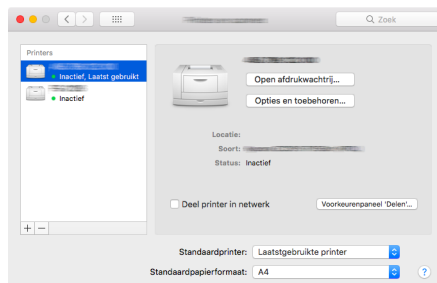 Zoek
Printers
Inactief, Laatst gebruikt
Inactief
Open afdrukwachtrij...
Opties en toebehoren...
Locatie:
Soort:
Status: Inactief
Deel printer in netwerk
Voorkeurenpaneel 'Delen'...
+ −
Standaardprinter: Laatstgebruikte printer
Standaardpapierformaat: A4
?